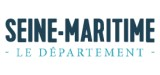 SEINE-MARITIME
- LE DÉPARTEMENT -